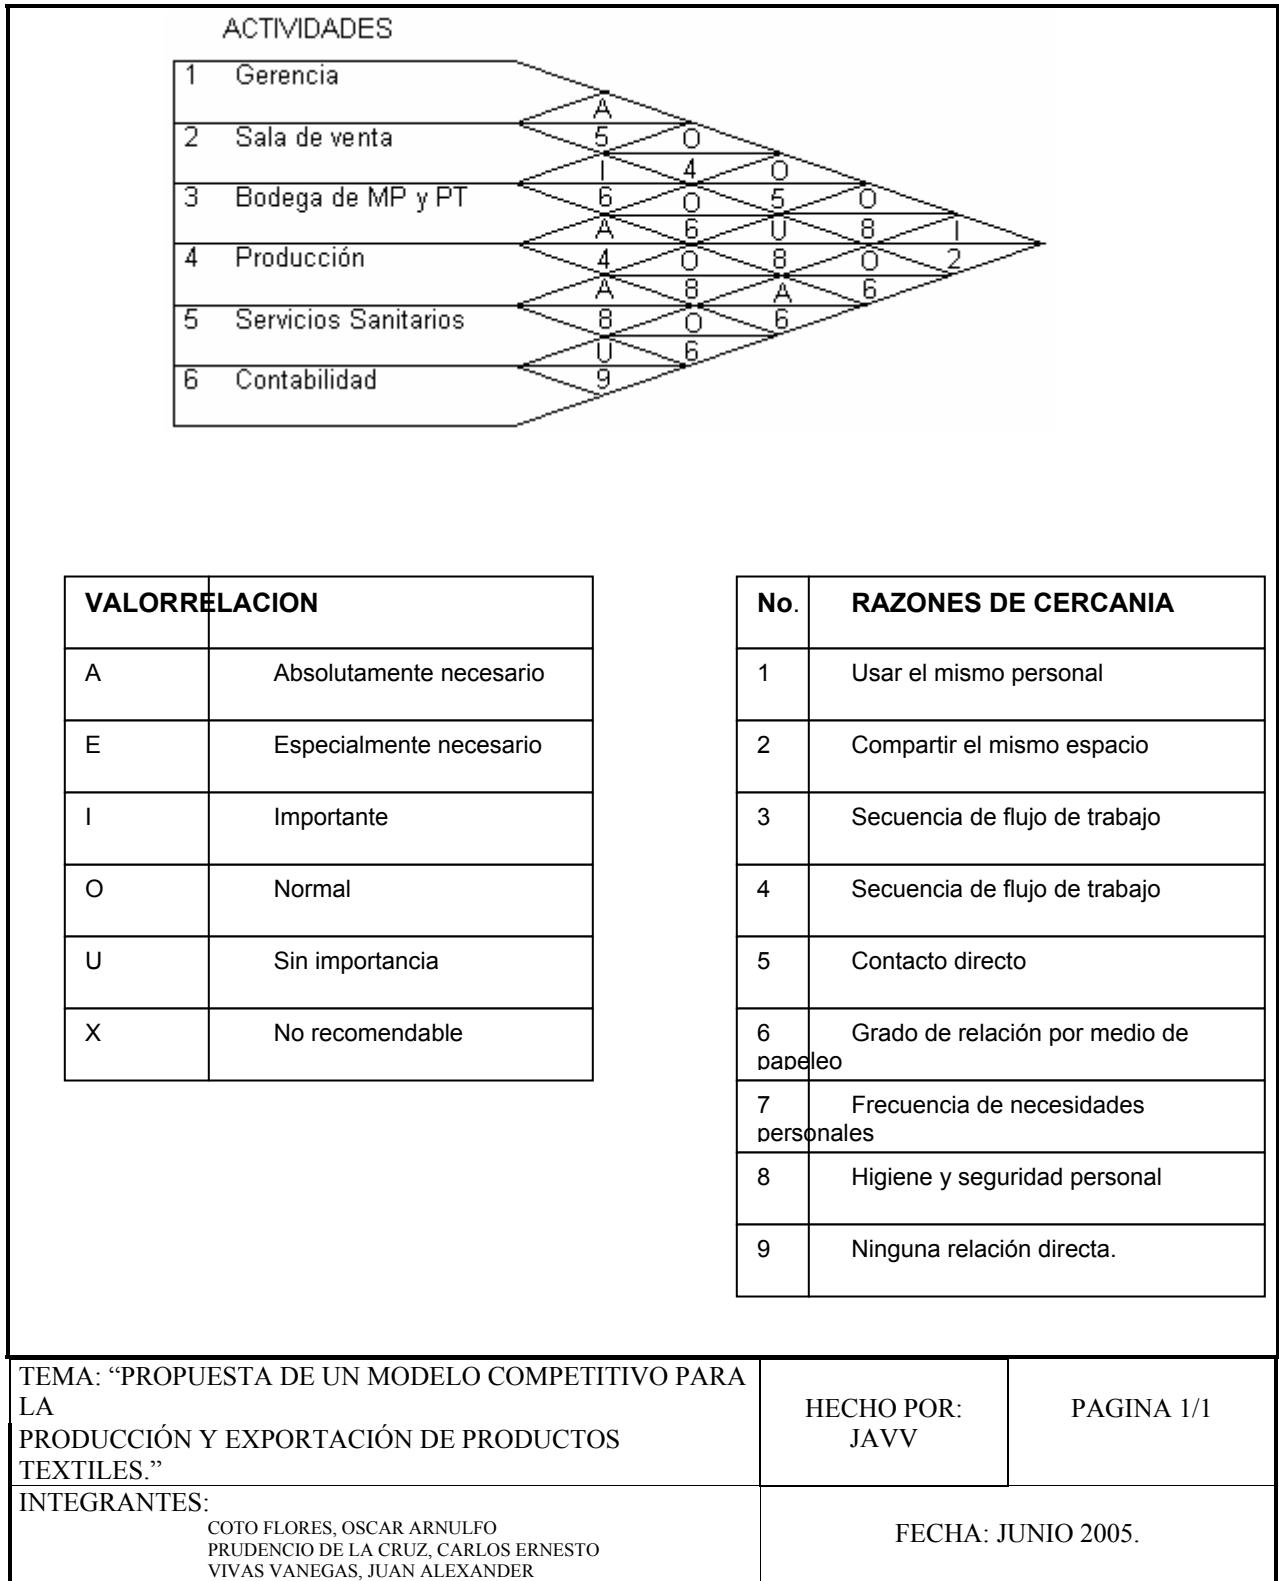 ACTIVIDADES
1 Gerencia
A
2 Sala de venta 5 O
I 4 O
3 Bodega de MP y PT 6 O 5 O
A 6 U 8 I
4 Producción 4 O 8 O 2
A 8 A 6
5 Servicios Sanitarios 8 O 6
U 6
6 Contabilidad 9
VALOR RELACION
A Absolutamente necesario
E Especialmente necesario
I Importante
O Normal
U Sin importancia
X No recomendable
No. RAZONES DE CERCANIA
1 Usar el mismo personal
2 Compartir el mismo espacio
3 Secuencia de flujo de trabajo
4 Secuencia de flujo de trabajo
5 Contacto directo
6 Grado de relación por medio de
papeleo
7 Frecuencia de necesidades
personales
8 Higiene y seguridad personal
9 Ninguna relación directa.
TEMA: “PROPUESTA DE UN MODELO COMPETITIVO PARA
LA
PRODUCCIÓN Y EXPORTACIÓN DE PRODUCTOS
TEXTILES.”
HECHO POR:
JAVV
PAGINA 1/1
INTEGRANTES:
COTO FLORES, OSCAR ARNULFO
PRUDENCIO DE LA CRUZ, CARLOS ERNESTO
VIVAS VANEGAS, JUAN ALEXANDER
FECHA: JUNIO 2005.